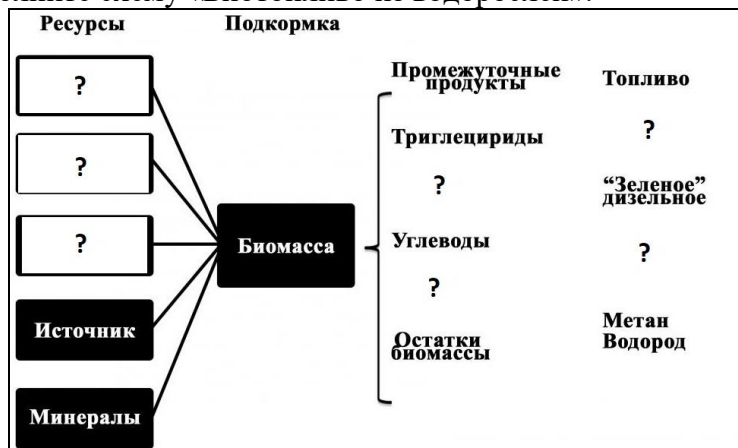 Ресурсы Подкормка
? Промежуточные продукты Топливо
Триглецириды ?
? ? “Зеленое” дизельное
? Биомасса Углеводы ?
?
Источник Остатки биомассы Метан Водород
Минералы